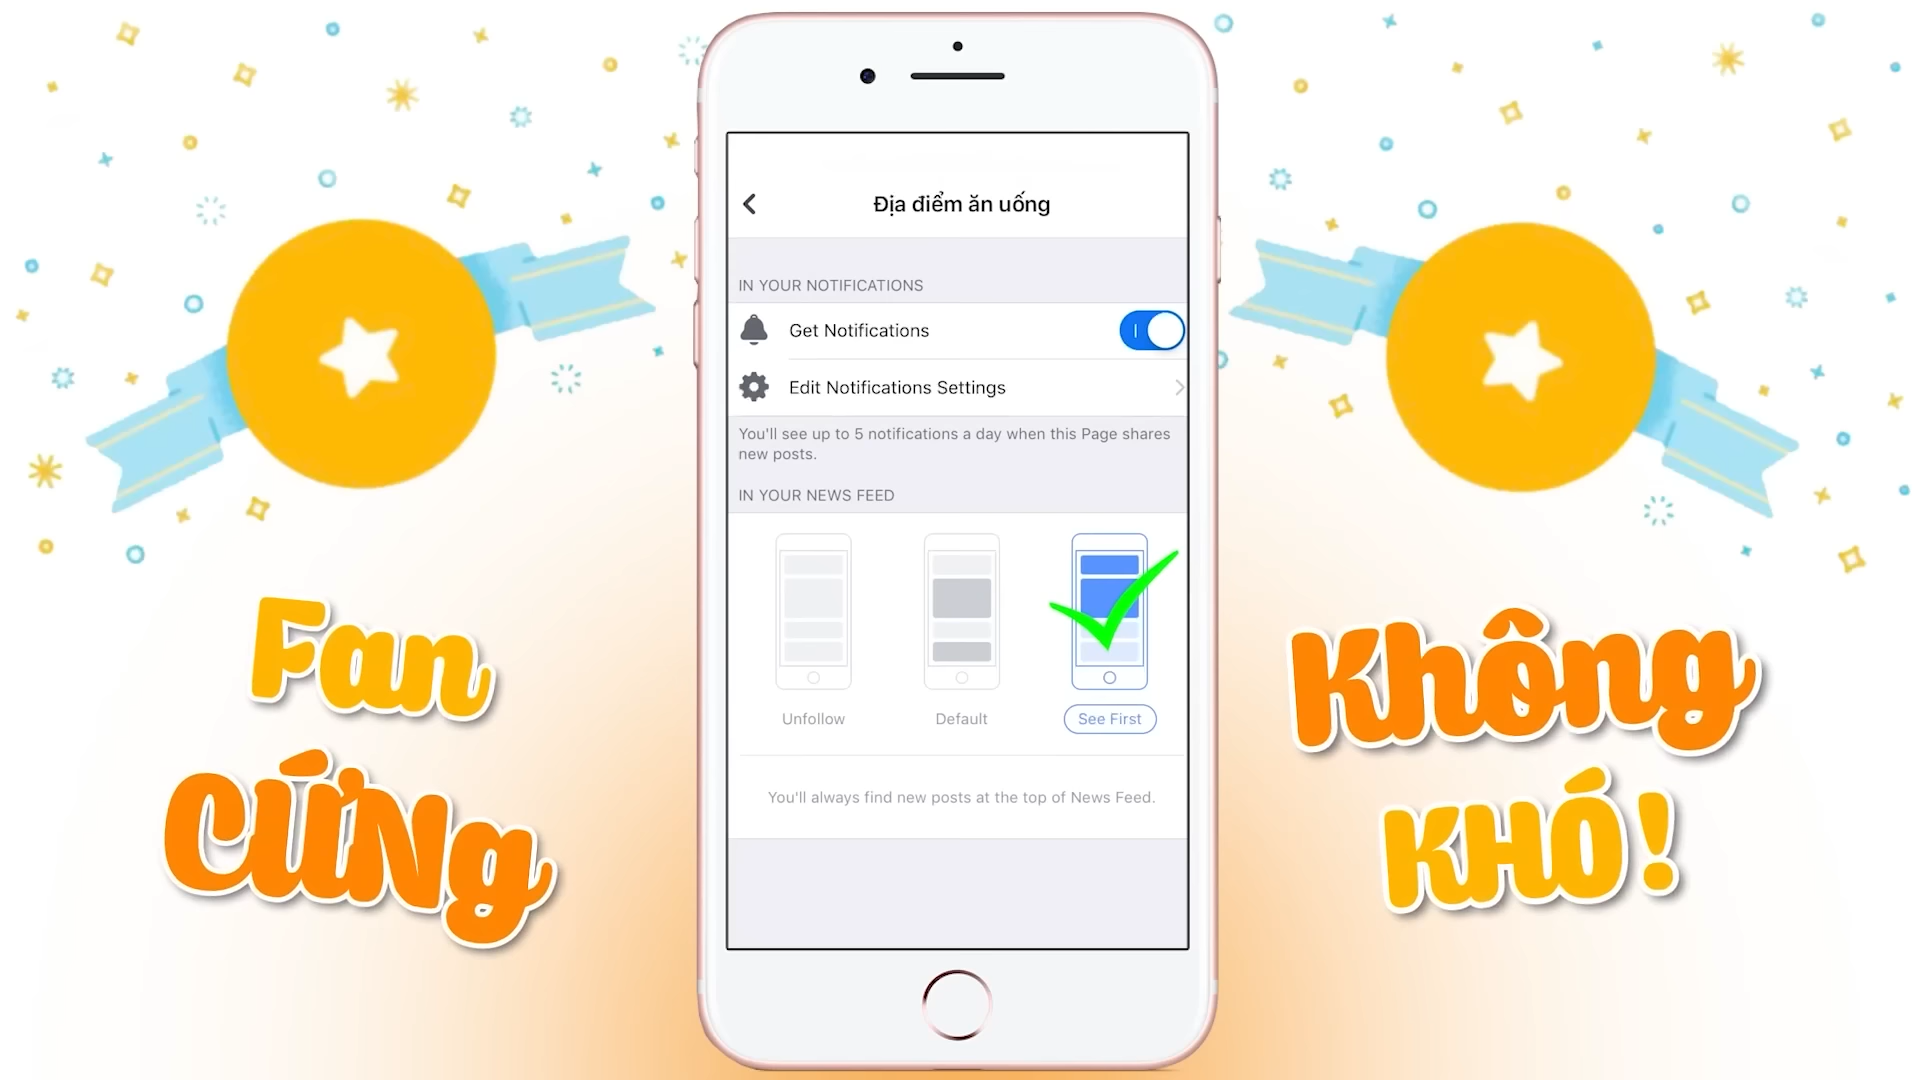 Địa điểm ăn uống
IN YOUR NOTIFICATIONS
Get Notifications
Edit Notifications Settings
You'll see up to 5 notifications a day when this Page shares
new posts.
IN YOUR NEWS FEED
Unfollow
Default
See First
You'll always find new posts at the top of News Feed.
Fan
CỨNg
Không
KHÓ!